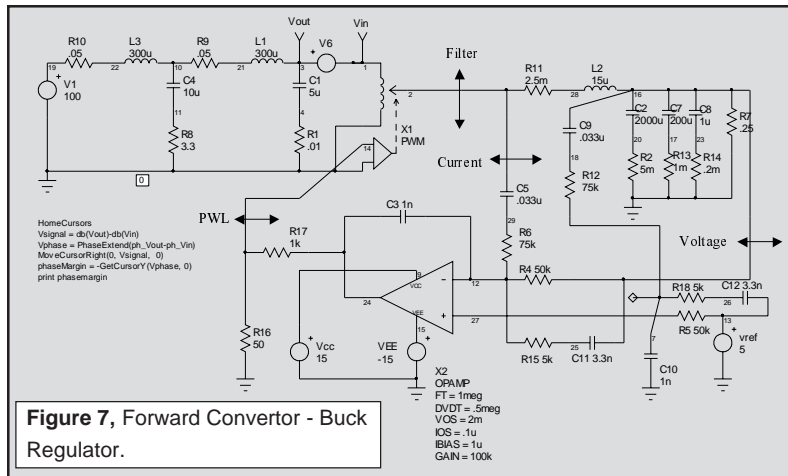 Vout
Vin
R10
.05
L3
300u
R9
.05
L1
300u
V6
Filter
R11
2.5m
L2
15u
19
22
10
21
3
1
2
28
16
V1
100
C4
10u
C1
5u
C9
.033u
C2
2000u
C7
200u
C8
1u
R7
.25
11
4
18
20
17
23
R8
3.3
R1
.01
X1
PWM
14
Current
R12
75k
R2
5m
R13
1m
R14
.2m
0
C5
.033u
HomeCursors
Vsignal = db(Vout)-db(Vin)
Vphase = PhaseExtend(ph_Vout-ph_Vin)
MoveCursorRight(0, Vsignal, 0)
phaseMargin = -GetCursorY(Vphase, 0)
print phasemargin
PWL
C3 1n
29
R17
1k
R6
75k
Voltage
R4 50k
R18 5k
C12 3.3n
9
VCC
12
24
26
VEE
27
R5 50k
13
15
R16
50
Vcc
15
VEE
-15
R15 5k
25
C11 3.3n
7
vref
5
C10
1n
X2
OPAMP
FT = 1meg
DVDT = .5meg
VOS = 2m
IOS = .1u
IBIAS = 1u
GAIN = 100k
Figure 7, Forward Convertor - Buck
Regulator.